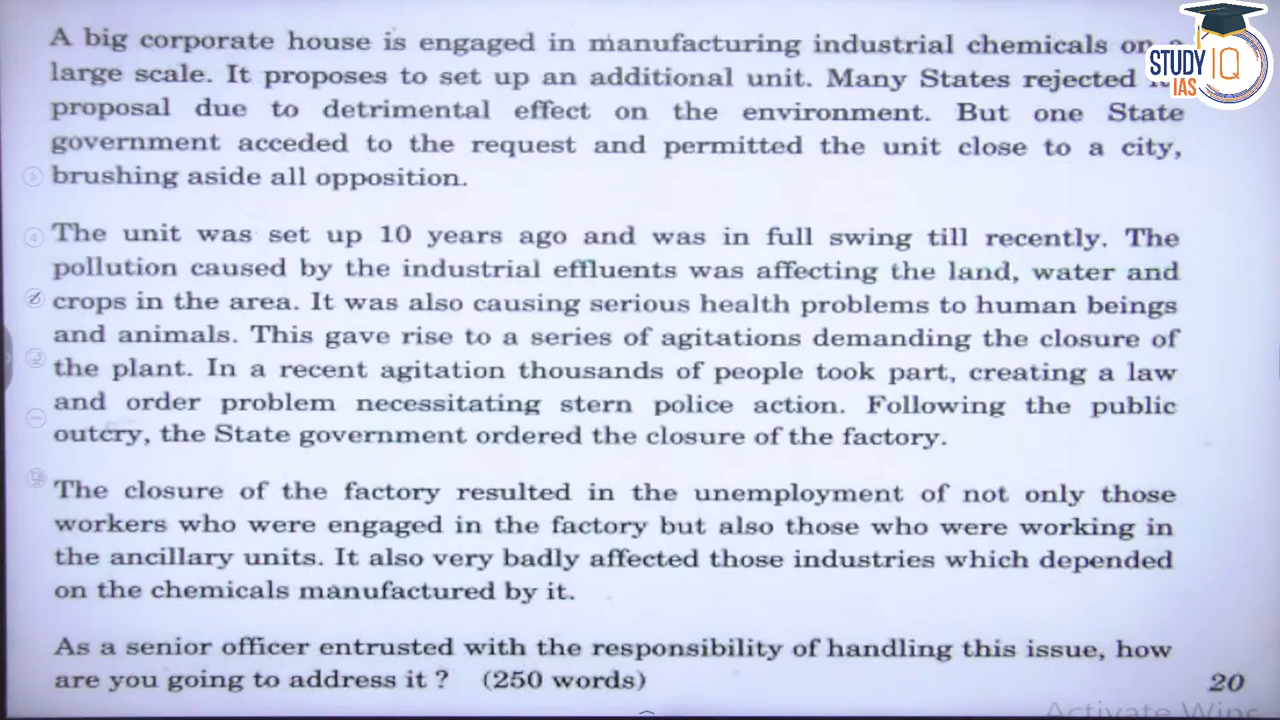 A big corporate house is engaged in manufacturing industrial chemicals on a
large scale. It proposes to set up an additional unit. Many States rejected
proposal due to detrimental effect on the environment. But one State
government acceded to the request and permitted the unit close to a city,
brushing aside all opposition.
The unit was set up 10 years ago and was in full swing till recently. The
pollution caused by the industrial effluents was affecting the land, water and
crops in the area. It was also causing serious health problems to human beings
and animals. This gave rise to a series of agitations demanding the closure of
the plant. In a recent agitation thousands of people took part, creating a law
and order problem necessitating stern police action. Following the public
outcry, the State government ordered the closure of the factory.
The closure of the factory resulted in the unemployment of not only those
workers who were engaged in the factory but also those who were working in
the ancillary units. It also very badly affected those industries which depended
on the chemicals manufactured by it.
As a senior officer entrusted with the responsibility of handling this issue, how
are you going to address it ? (250 words)
20
STUDY IQ
IAS
Activate